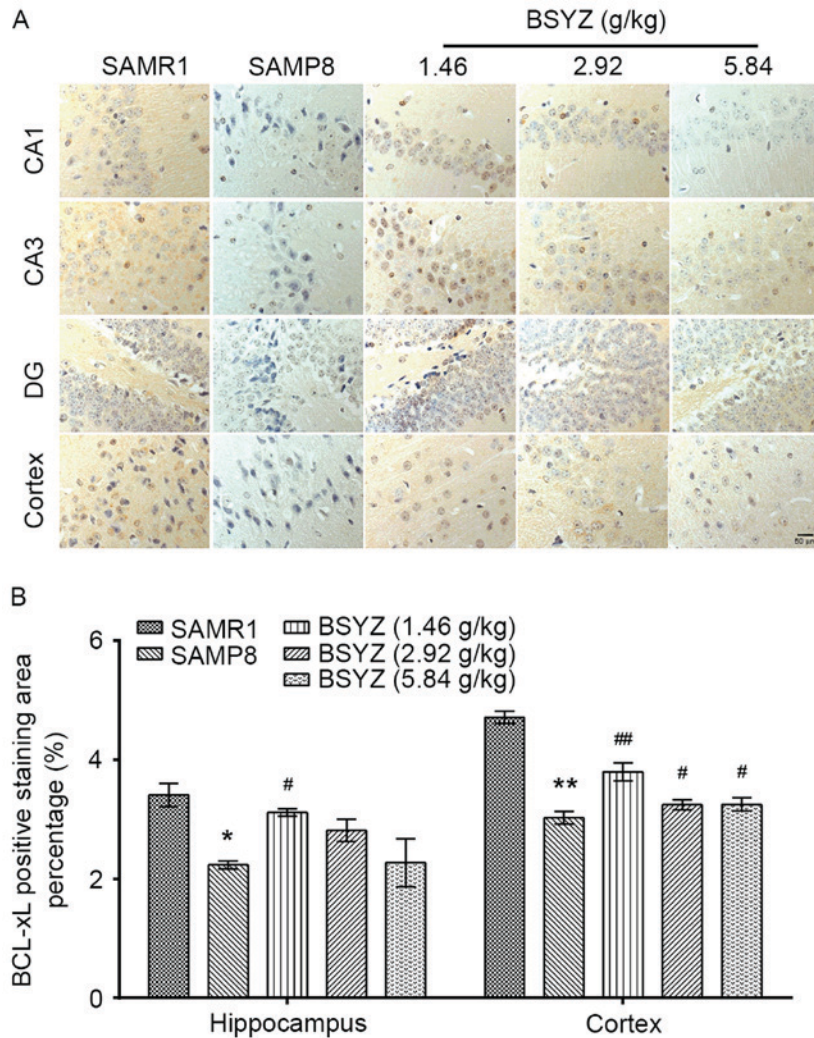 A
BSYZ (g/kg)
SAMR1 SAMP8 1.46 2.92 5.84
CA1
CA3
DG
Cortex
50 µm
B
SAMR1 BSYZ (1.46 g/kg)
SAMP8 BSYZ (2.92 g/kg)
BSYZ (5.84 g/kg)
BCL-xL positive staining area
percentage (%)
6
4
2
0
* # ** ## # #
Hippocampus Cortex